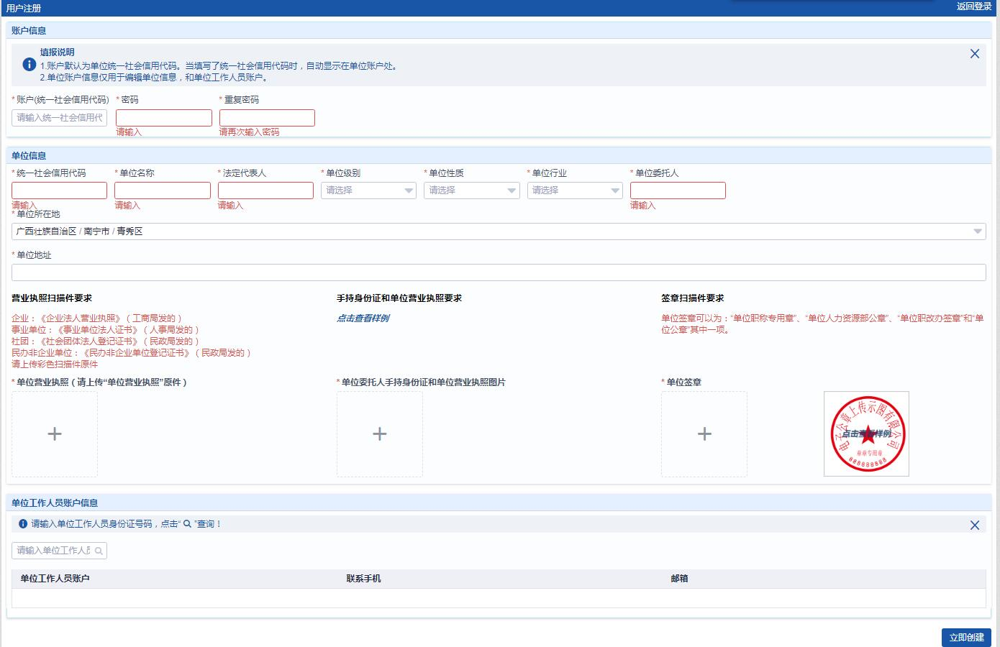 用户注册
返回登录
账户信息
填报说明
1.账户默认为单位统一社会信用代码。当填写了统一社会信用代码时，自动显示在单位账户处。
2.单位账户信息仅用于编辑单位信息，和单位工作人员账户。
*账户(统一社会信用代码) *密码 *重复密码
请输入统一社会信用代
请输入 请再次输入密码
单位信息
*统一社会信用代码 *单位名称 *法定代表人 *单位级别 *单位性质 *单位行业 *单位委托人
请选择 请选择 请选择
请输入 请输入 请输入 请输入
*单位所在地
广西壮族自治区 / 南宁市 / 青秀区
*单位地址
营业执照扫描件要求 手持身份证和单位营业执照要求 签章扫描件要求
企业：《企业法人营业执照》（工商局发的）
事业单位：《事业单位法人证书》（人事局发的）
社团：《社会团体法人登记证书》（民政局发的）
民办非企业单位：《民办非企业单位登记证书》（民政局发的）
请上传彩色扫描件原件
点击查看样例
单位签章可以为：“单位职称专用章”、“单位人力资源部公章”、“单位职改办签章”和“单
位公章”其中一项。
*单位营业执照（请上传“单位营业执照”原件） *单位委托人手持身份证和单位营业执照图片 *单位签章
电子公章上传示图有限公司
点击查看样例
章章专用章
888888888
单位工作人员账户信息
请输入单位工作人员身份证号码，点击“ ”查询！
请输入单位工作人员
单位工作人员账户 联系手机 邮箱
立即创建